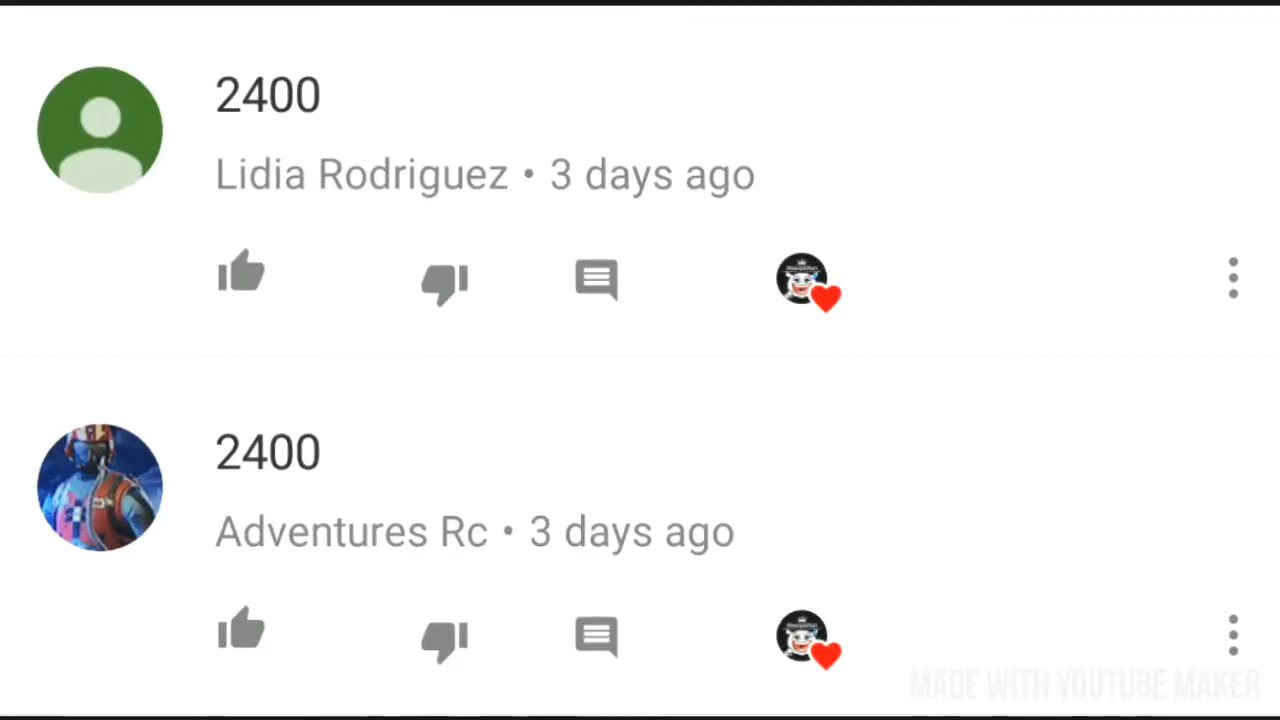 2400
Lidia Rodriguez • 3 days ago
2400
Adventures Rc • 3 days ago
MADE WITH YOUTUBE MAKER